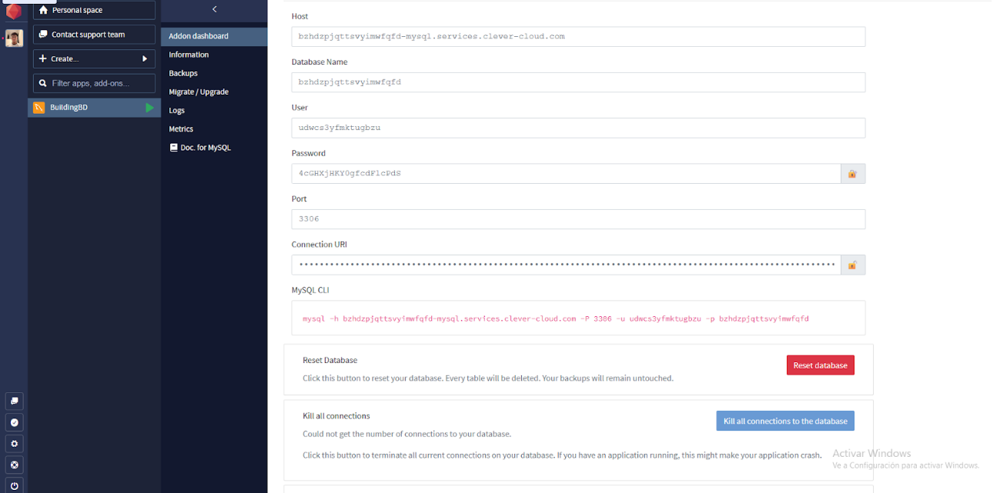 Personal space
Contact support team
Create...
Filter apps, add-ons...
BuildingBD
Addon dashboard
Information
Backups
Migrate / Upgrade
Logs
Metrics
Doc. for MySQL
Host
bzhdzpjqttsvyimwfqfd-mysql.services.clever-cloud.com
Database Name
bzhdzpjqttsvyimwfqfd
User
udwcs3yfmktugbzu
Password
4cGHXjHKY0gfcdFlcPdS
Port
3306
Connection URI
MySQL CLI
mysql -h bzhdzpjqttsvyimwfqfd-mysql.services.clever-cloud.com -P 3306 -u udwcs3yfmktugbzu -p bzhdzpjqttsvyimwfqfd
Reset Database
Reset database
Click this button to reset your database. Every table will be deleted. Your backups will remain untouched.
Kill all connections
Kill all connections to the database
Could not get the number of connections to your database.
Click this button to terminate all current connections on your database. If you have an application running, this might make your application crash.
Activar Windows
Ve a Configuración para activar Windows.